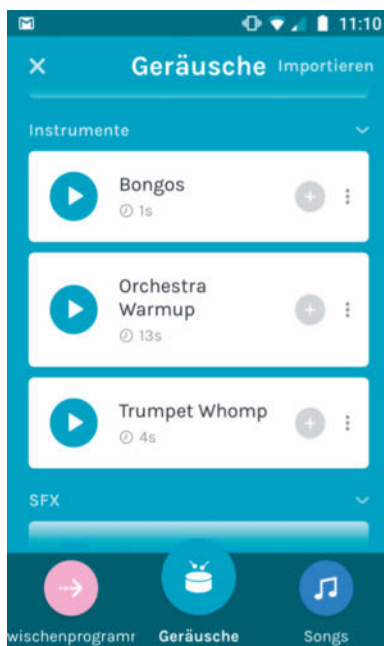 11:10
Geräusche Importieren
Instrumente
Bongos
1s
Orchestra
Warmup
13s
Trumpet Whomp
4s
SFX
wischenprogramr Geräusche Songs